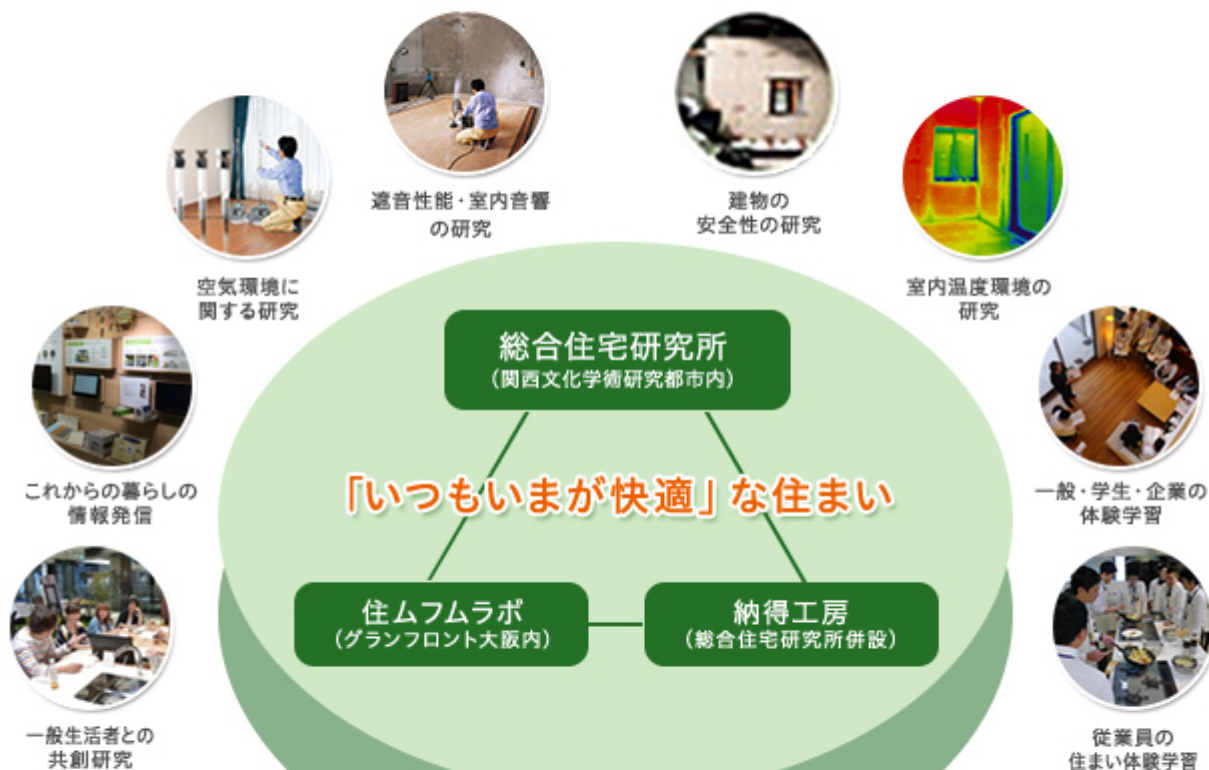 遮音性能・室内音響
の研究
建物の
安全性の研究
空気環境に
関する研究
室内温度環境の
研究
総合住宅研究所
(関西文化学術研究都市内)
これからの暮らしの
情報発信
「いつもいまが快適」な住まい
一般・学生・企業の
体験学習
住ムフムラボ
(グランフロント大阪内)
納得工房
(総合住宅研究所併設)
一般生活者との
共創研究
従業員の
住まい体験学習